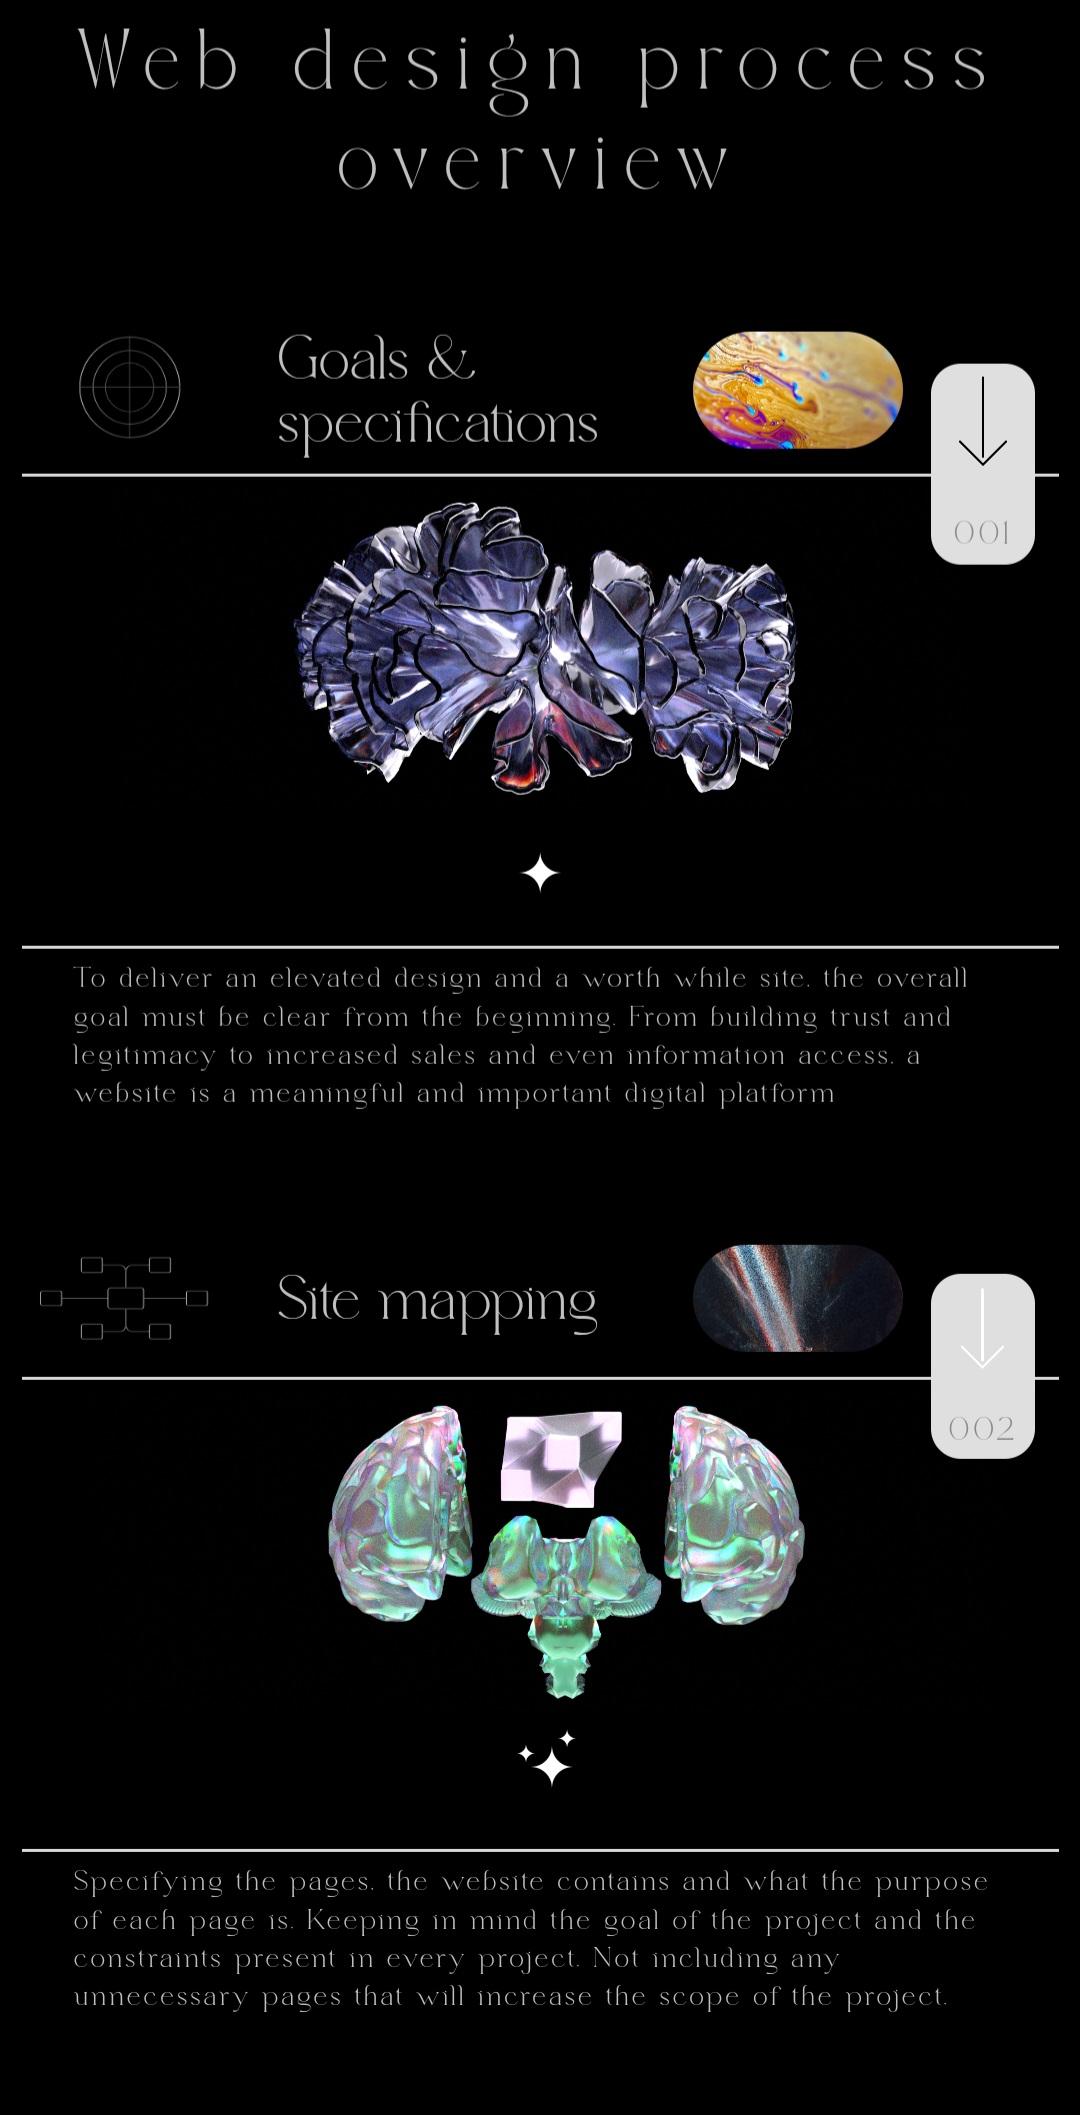 Web design process
overview
Goals &
specifications
001
To deliver an elevated design and a worth while site, the overall
goal must be clear from the beginning. From building trust and
legitimacy to increased sales and even information access, a
website is a meaningful and important digital platform
Site mapping
002
Specifying the pages, the website contains and what the purpose
of each page is. Keeping in mind the goal of the project and the
constraints present in every project. Not including any
unnecessary pages that will increase the scope of the project.